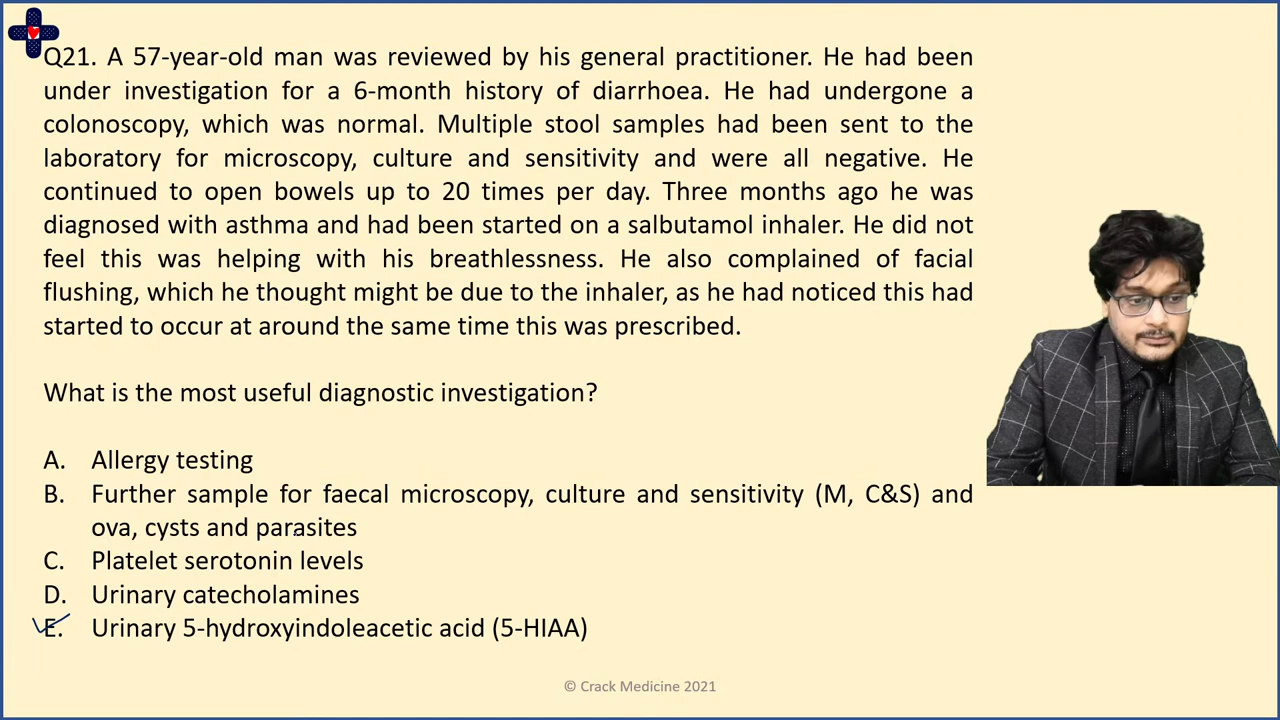 Q21. A 57-year-old man was reviewed by his general practitioner. He had been
under investigation for a 6-month history of diarrhoea. He had undergone a
colonoscopy, which was normal. Multiple stool samples had been sent to the
laboratory for microscopy, culture and sensitivity and were all negative. He
continued to open bowels up to 20 times per day. Three months ago he was
diagnosed with asthma and had been started on a salbutamol inhaler. He did not
feel this was helping with his breathlessness. He also complained of facial
flushing, which he thought might be due to the inhaler, as he had noticed this had
started to occur at around the same time this was prescribed.
What is the most useful diagnostic investigation?
A. Allergy testing
B. Further sample for faecal microscopy, culture and sensitivity (M, C&S) and
ova, cysts and parasites
C. Platelet serotonin levels
D. Urinary catecholamines
E. Urinary 5-hydroxyindoleacetic acid (5-HIAA)
© Crack Medicine 2021